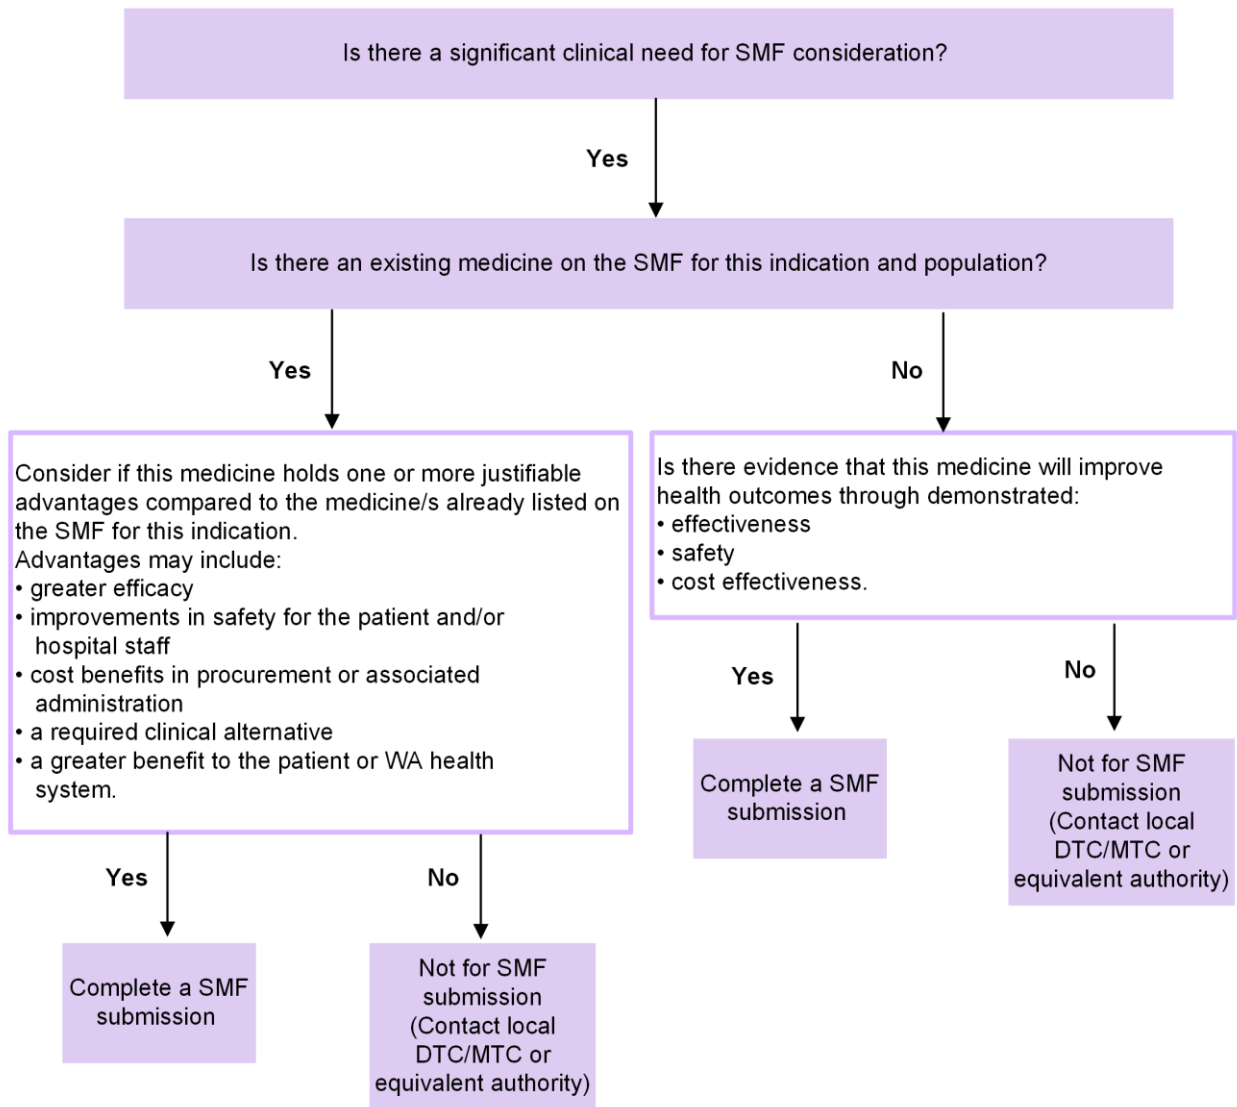 Is there a significant clinical need for SMF consideration?
Yes
Is there an existing medicine on the SMF for this indication and population?
Yes
No
Consider if this medicine holds one or more justifiable
advantages compared to the medicine/s already listed on
the SMF for this indication.
Advantages may include:
• greater efficacy
• improvements in safety for the patient and/or
hospital staff
• cost benefits in procurement or associated
administration
• a required clinical alternative
• a greater benefit to the patient or WA health
system.
Is there evidence that this medicine will improve
health outcomes through demonstrated:
• effectiveness
• safety
• cost effectiveness.
Yes
No
Complete a SMF
submission
Not for SMF
submission
(Contact local
DTC/MTC or
equivalent authority)
Yes
No
Complete a SMF
submission
Not for SMF
submission
(Contact local
DTC/MTC or
equivalent authority)